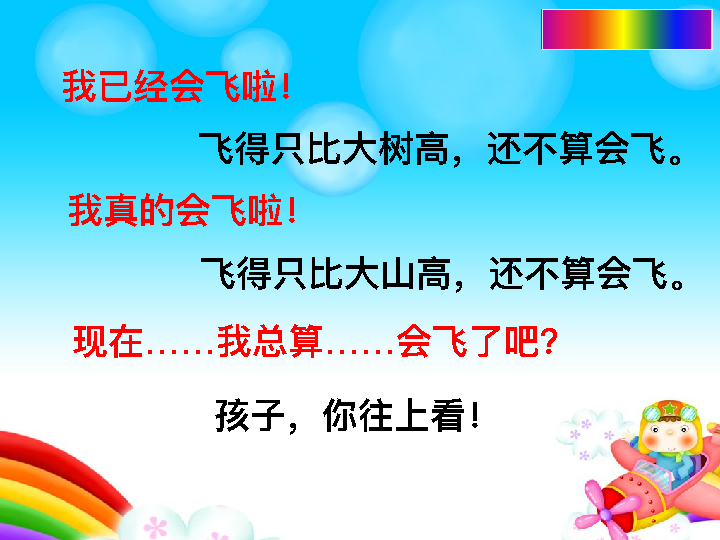 我已经会飞啦！
飞得只比大树高，还不算会飞。
我真的会飞啦！
飞得只比大山高，还不算会飞。
现在……我总算……会飞了吧？
孩子，你往上看！